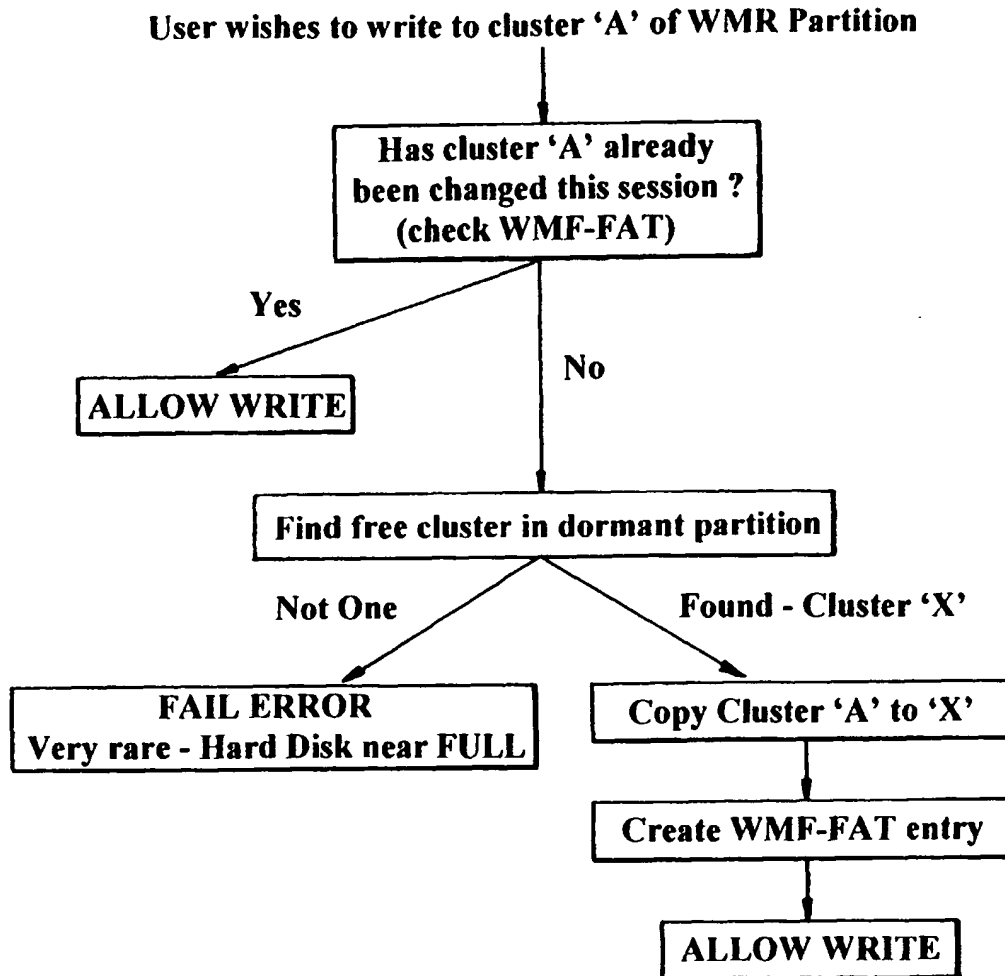 User wishes to write to cluster ‘A’ of WMR Partition
Has cluster ‘A’ already
been changed this session ?
(check WMF-FAT)
Yes
No
ALLOW WRITE
Find free cluster in dormant partition
Not One
Found - Cluster ‘X’
FAIL ERROR
Very rare - Hard Disk near FULL
Copy Cluster ‘A’ to ‘X’
Create WMF-FAT entry
ALLOW WRITE